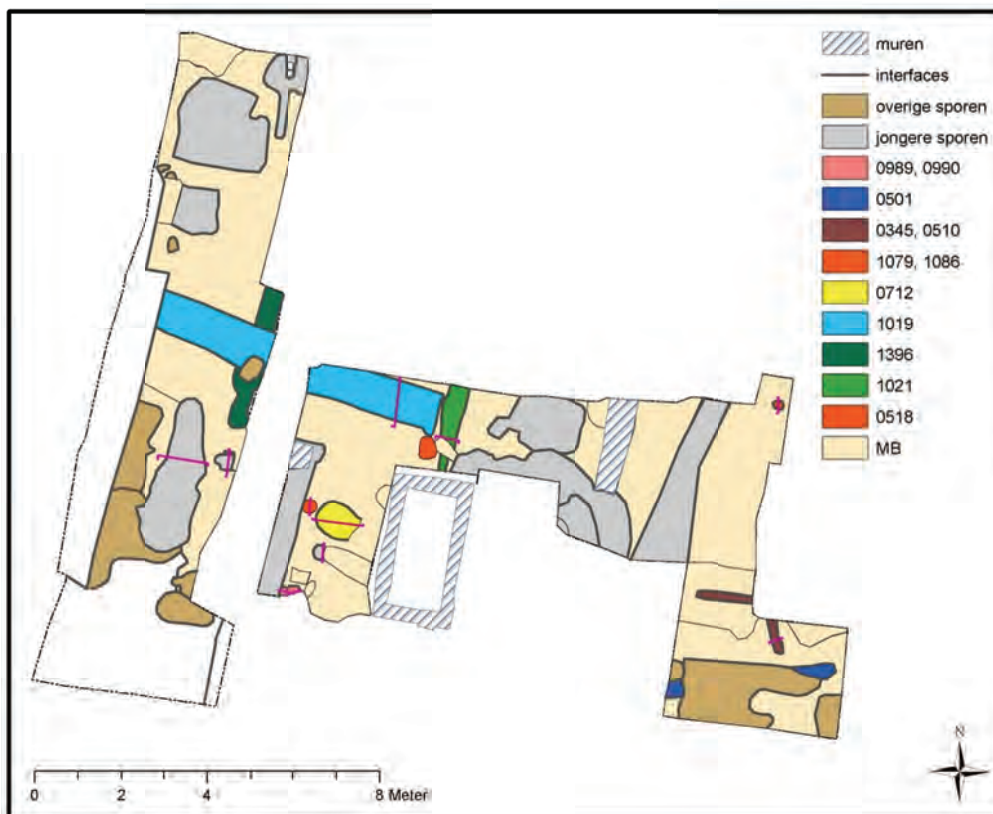 muren
interfaces
overige sporen
jongere sporen
0989, 0990
0501
0345, 0510
1079, 1086
0712
1019
1396
1021
0518
MB
N
0 2 4 8 Meter